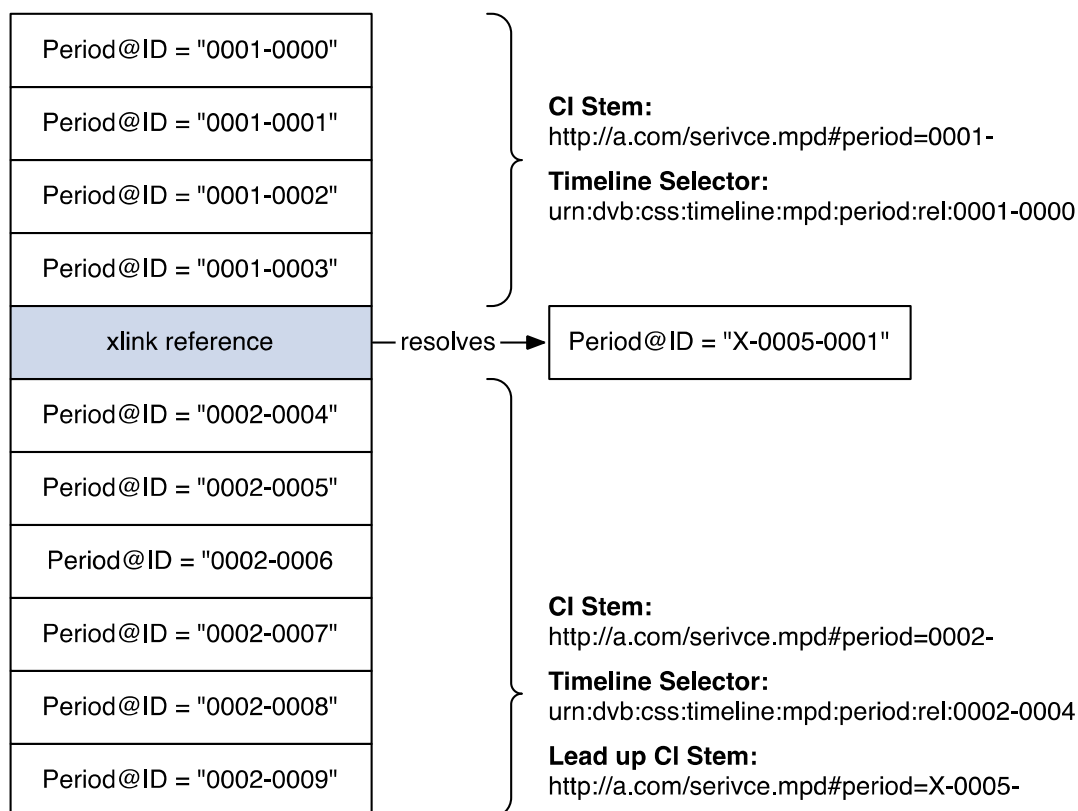 Period@ID = "0001-0000"
Period@ID = "0001-0001"
Period@ID = "0001-0002"
Period@ID = "0001-0003"
CI Stem:
http://a.com/serivce.mpd#period=0001-
Timeline Selector:
urn:dvb:css:timeline:mpd:period:rel:0001-0000
xlink reference
resolves
Period@ID = "X-0005-0001"
Period@ID = "0002-0004"
Period@ID = "0002-0005"
Period@ID = "0002-0006
Period@ID = "0002-0007"
Period@ID = "0002-0008"
Period@ID = "0002-0009"
CI Stem:
http://a.com/serivce.mpd#period=0002-
Timeline Selector:
urn:dvb:css:timeline:mpd:period:rel:0002-0004
Lead up CI Stem:
http://a.com/serivce.mpd#period=X-0005-